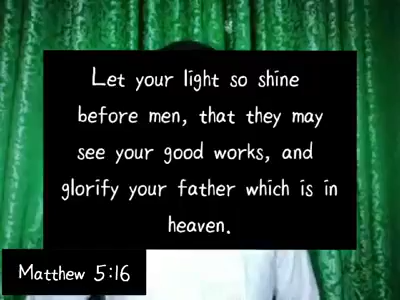 Let your light so shine
before men, that they may
see your good works, and
glorify your father which is in
heaven.
Matthew 5:16